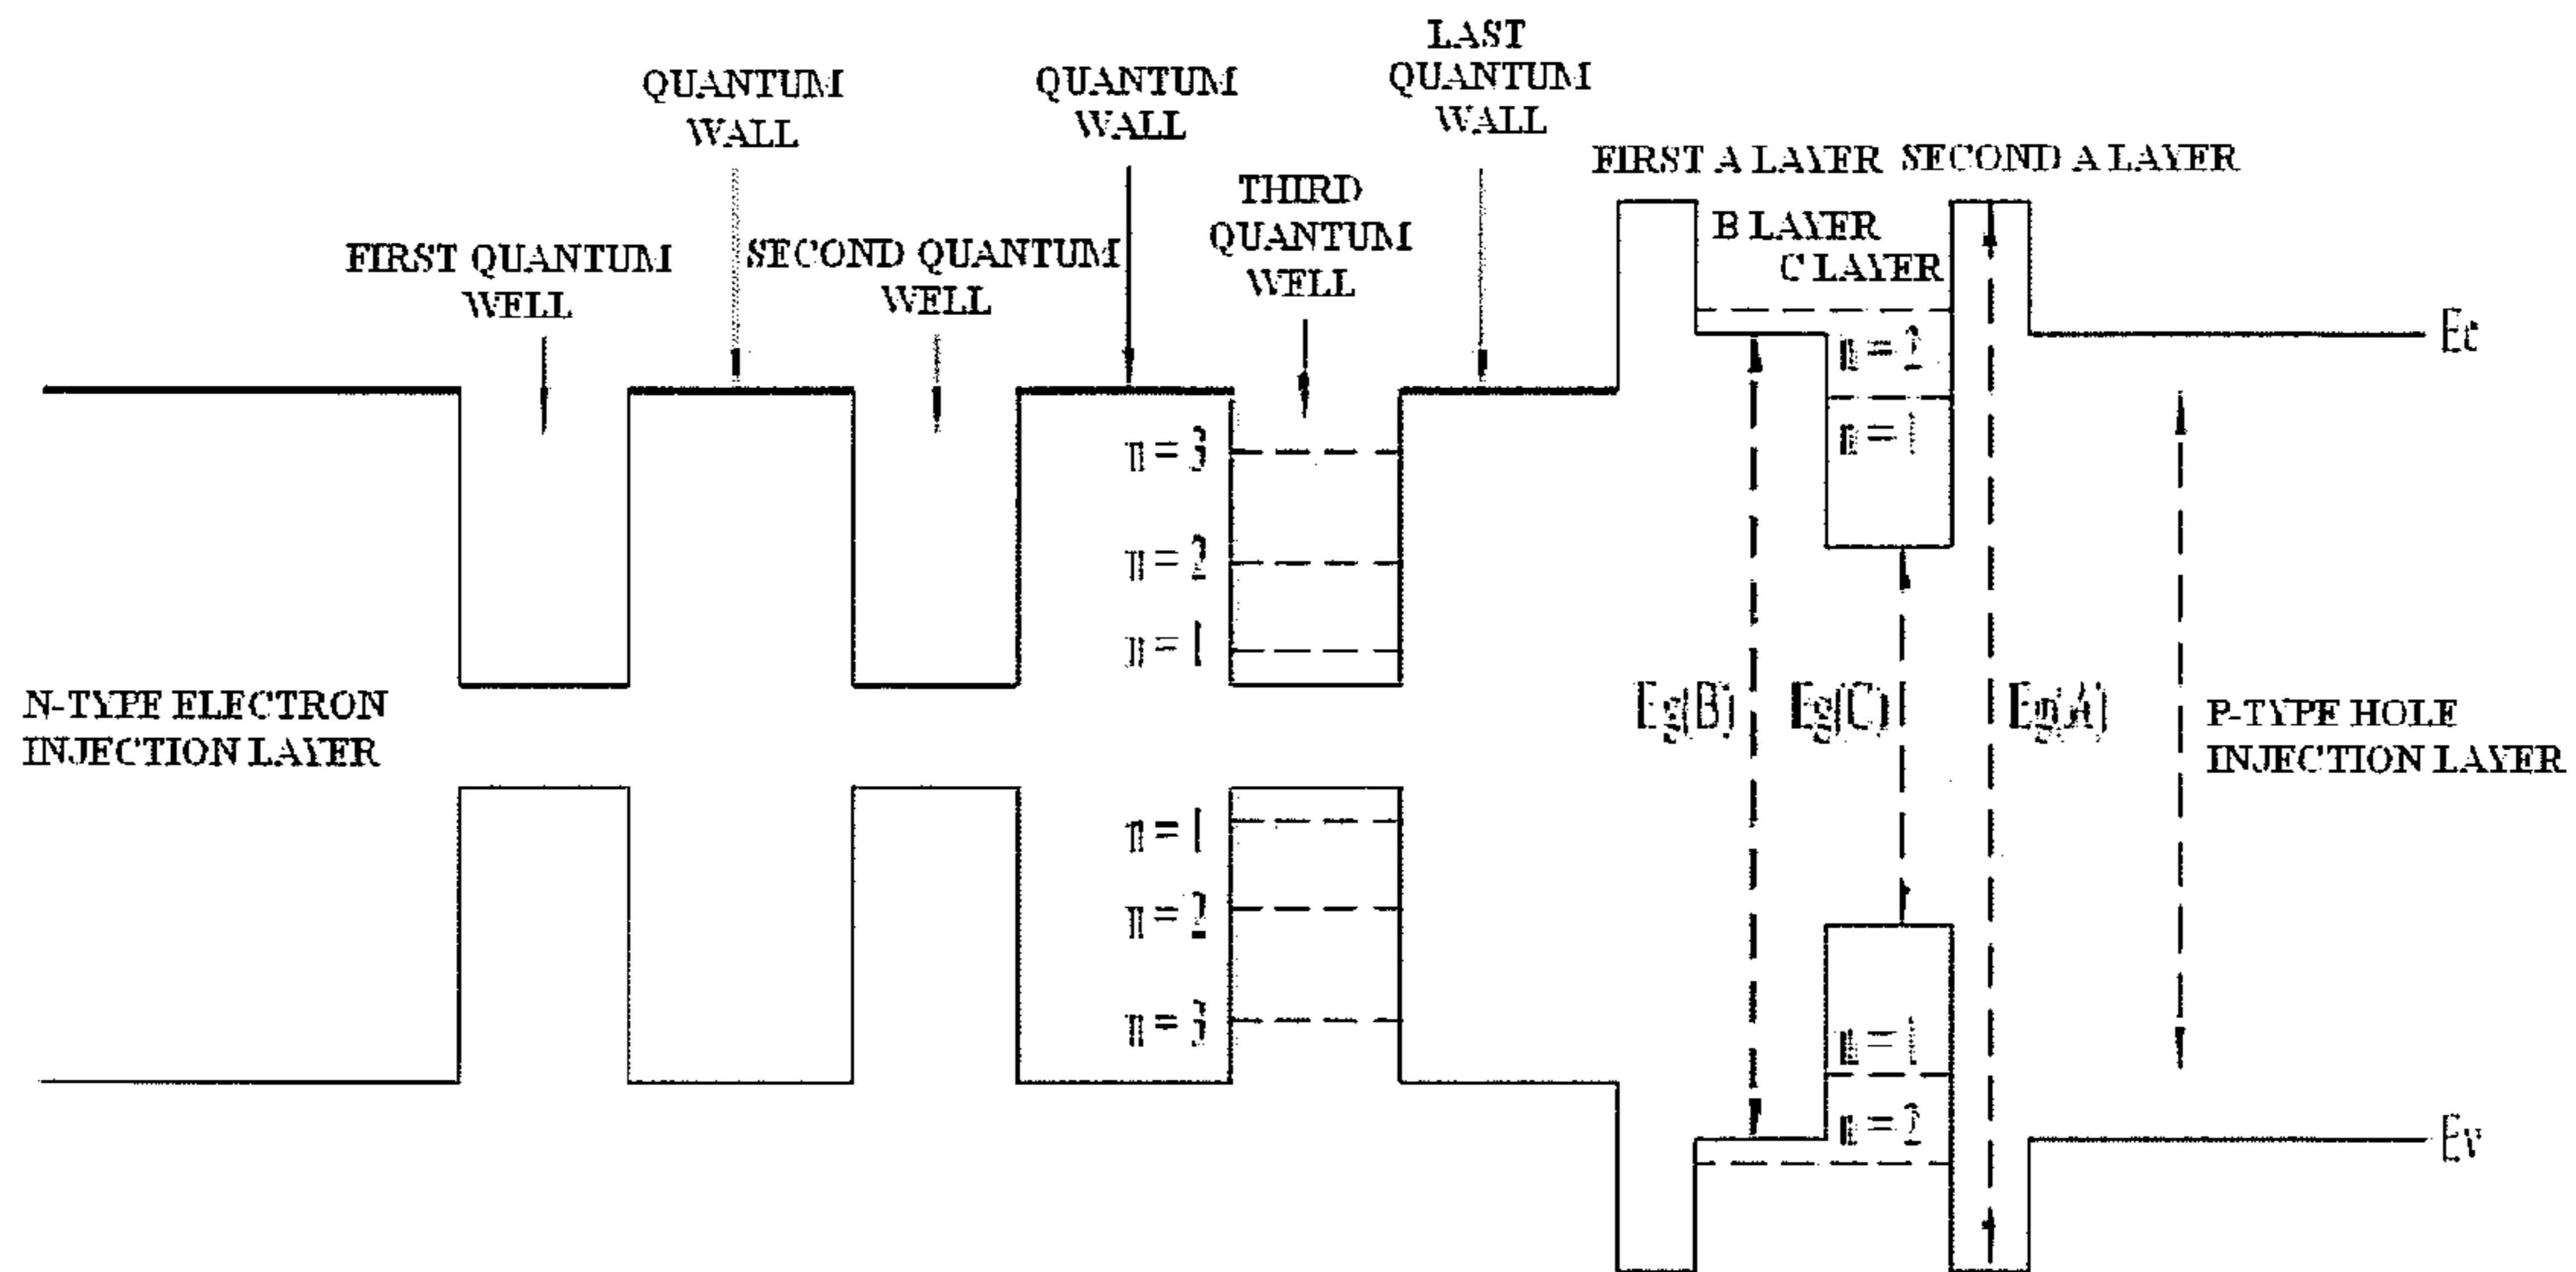 LAST
QUANTUM
WALL
QUANTUM
WALL
QUANTUM
WALL
FIRST A LAYER SECOND A LAYER
THIRD
QUANTUM
WELL
B LAYER
C LAYER
FIRST QUANTUM
WELL
SECOND QUANTUM
WELL
Ec
n = 2
n = 1
n = 3
n = 2
n = 1
N-TYPE ELECTRON
INJECTION LAYER
Eg(B)
Eg(C)
Eg(A)
P-TYPE HOLE
INJECTION LAYER
n = 1
n = 2
n = 3
n = 1
n = 2
Ev